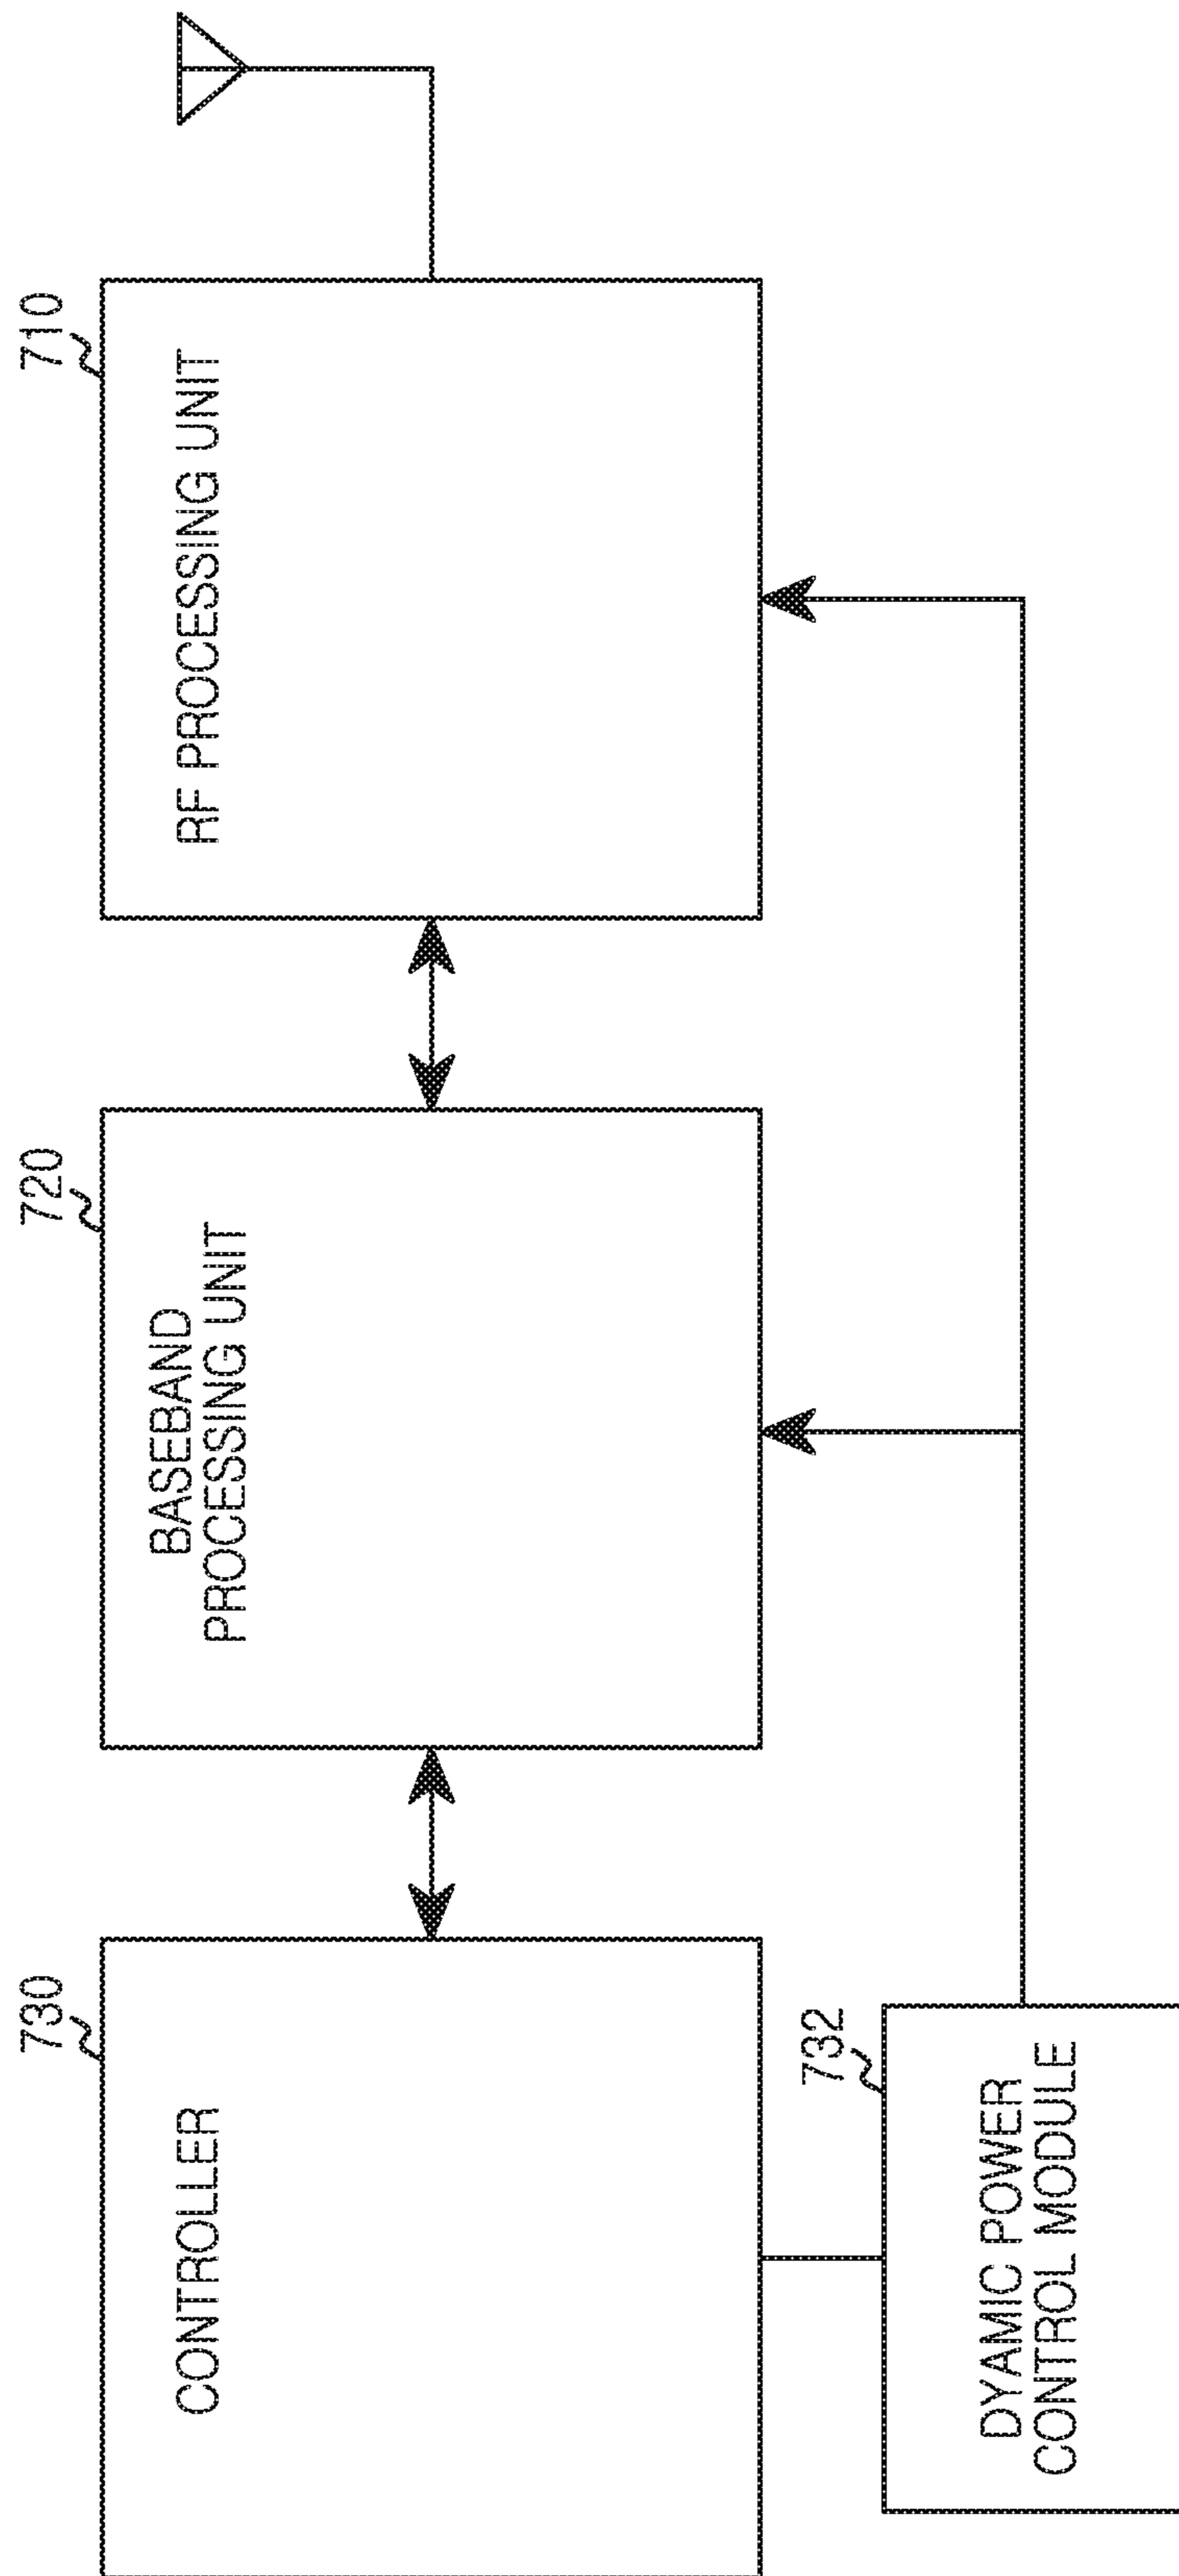 730
CONTROLLER
720
BASEBAND
PROCESSING UNIT
710
RF PROCESSING UNIT
732
DYAMIC POWER
CONTROL MODULE